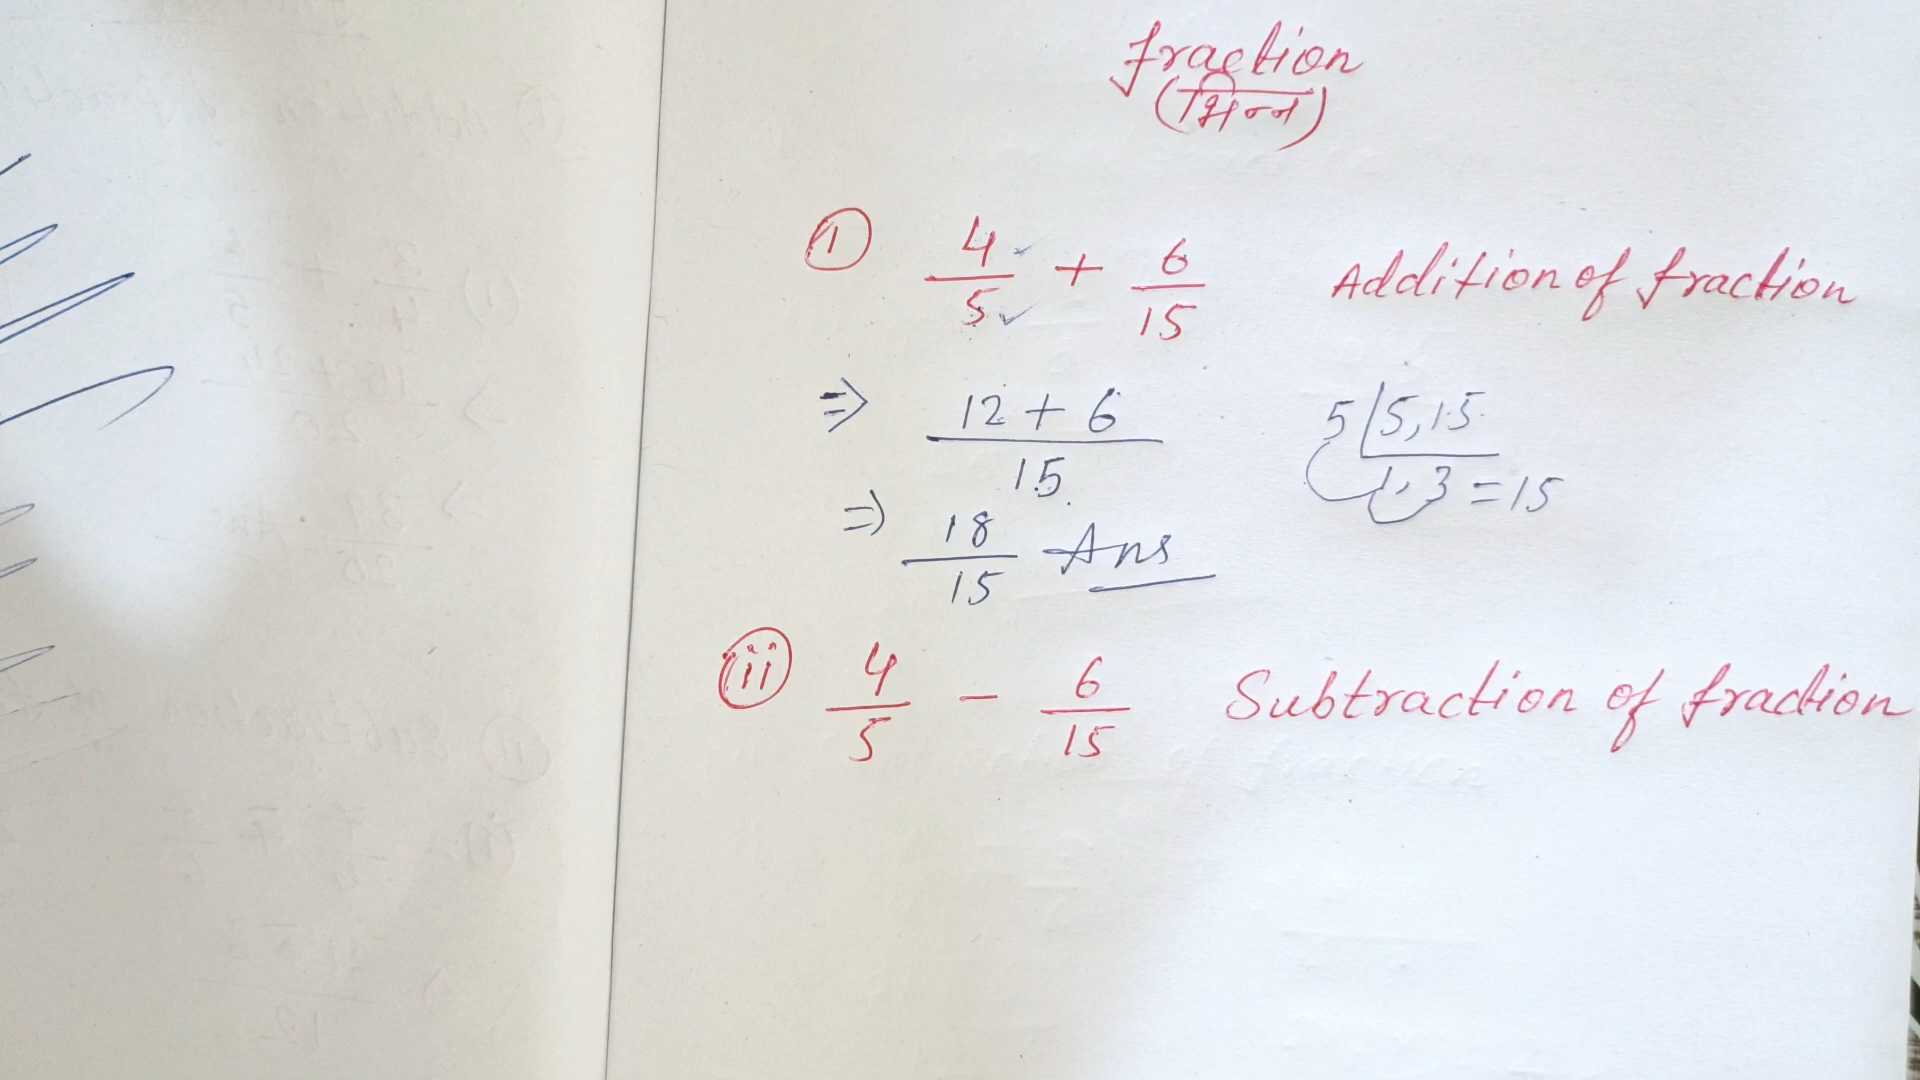 fraction
(भिन्न)
(i) 4/5 + 6/15 Addition of fraction
⇒ (12 + 6)/15
5 | 5, 15
1, 3 = 15
⇒ 18/15 Ans
(ii) 4/5 - 6/15 Subtraction of fraction